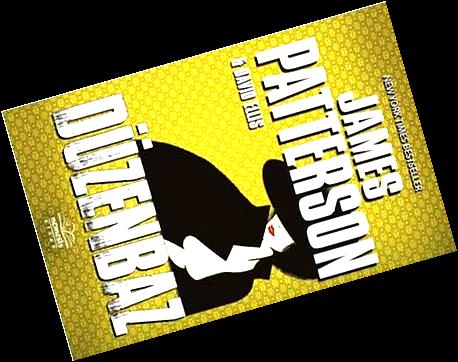 NEW YORK TIMES BESTSELLER
JAMES
PATTERSON
& DAVID ELLIS
DÜZENBAZ